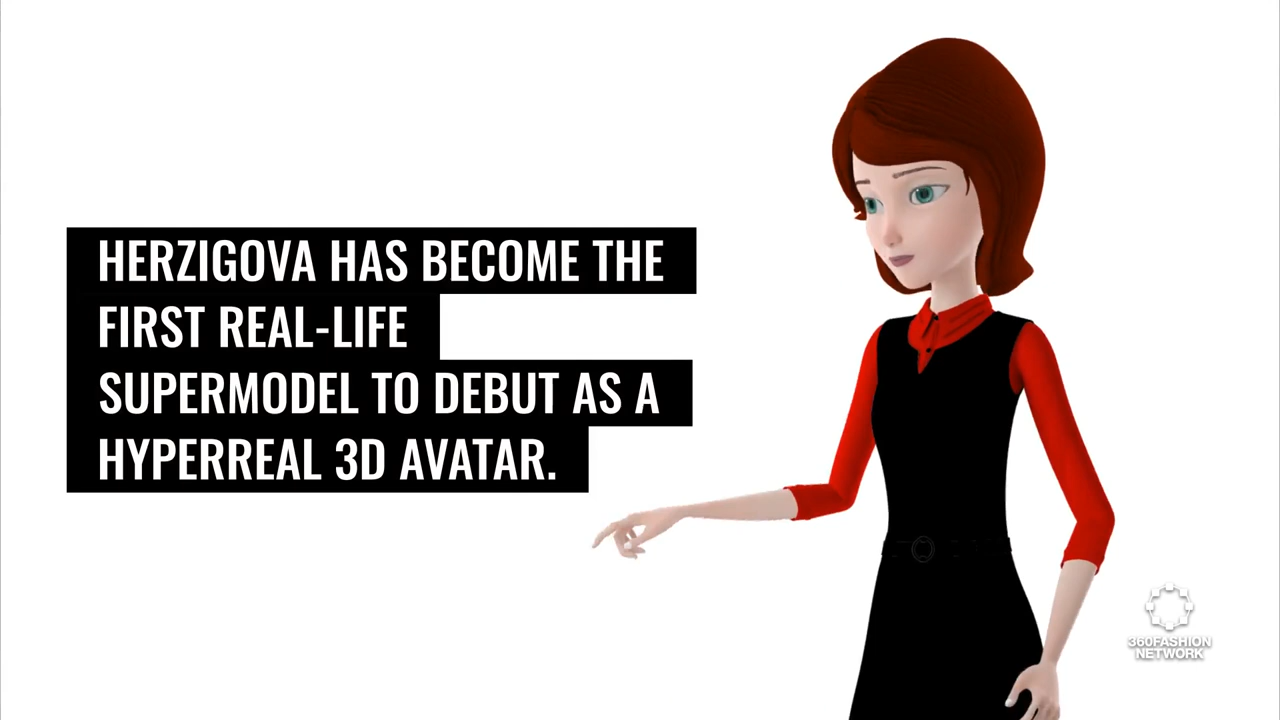 HERZIGOVA HAS BECOME THE
FIRST REAL-LIFE
SUPERMODEL TO DEBUT AS A
HYPERREAL 3D AVATAR.
360FASHION
NETWORK